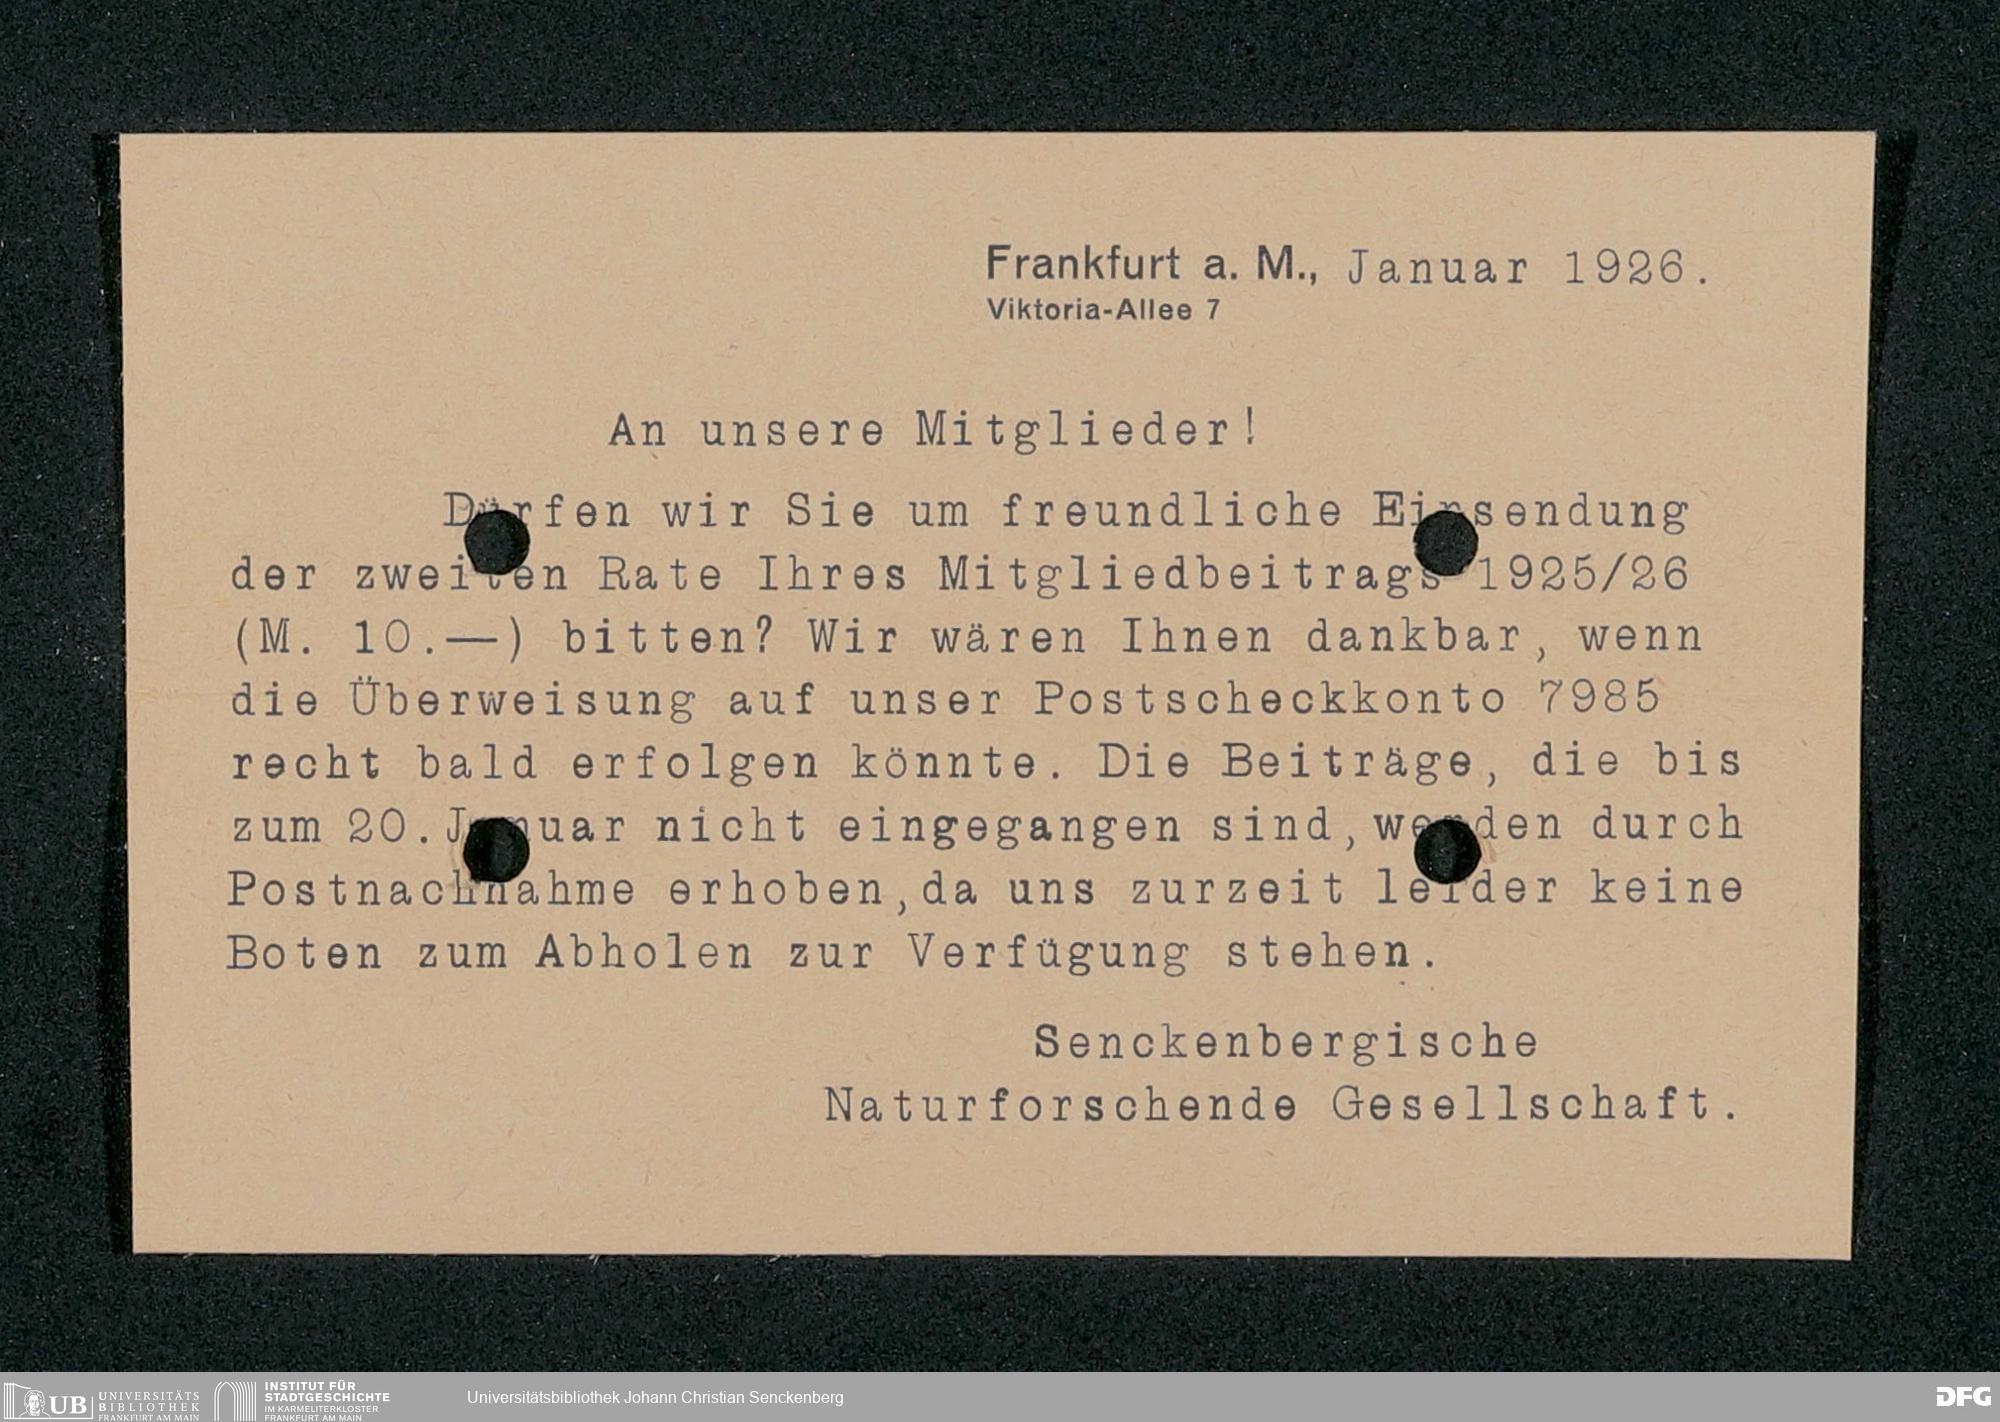 Frankfurt a. M., Januar 1926.
Viktoria-Allee 7
An unsere Mitglieder!
Dürfen wir Sie um freundliche Einsendung
der zweiten Rate Ihres Mitgliedbeitrags 1925/26
(M. 10.—) bitten? Wir wären Ihnen dankbar, wenn
die Überweisung auf unser Postscheckkonto 7985
recht bald erfolgen könnte. Die Beiträge, die bis
zum 20. Januar nicht eingegangen sind, werden durch
Postnachnahme erhoben, da uns zurzeit leider keine
Boten zum Abholen zur Verfügung stehen.
Senckenbergische
Naturforschende Gesellschaft.
UB UNIVERSITÄTS
BIBLIOTHEK
FRANKFURT AM MAIN
INSTITUT FÜR
STADTGESCHICHTE
IM KARMELITERKLOSTER
FRANKFURT AM MAIN
Universitätsbibliothek Johann Christian Senckenberg
DFG